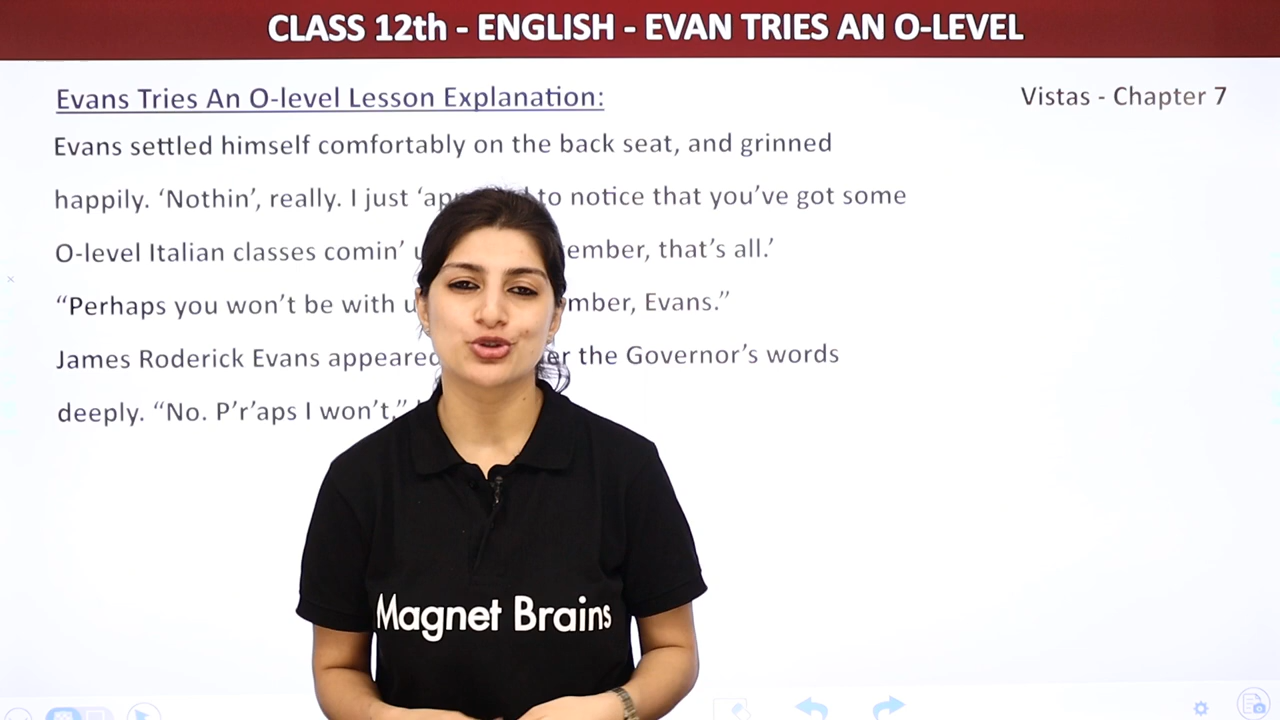 CLASS 12th - ENGLISH - EVAN TRIES AN O-LEVEL
Evans Tries An O-level Lesson Explanation:
Vistas - Chapter 7
Evans settled himself comfortably on the back seat, and grinned
happily. ‘Nothin’, really. I just to notice that you’ve got some
O-level Italian classes comin’ that’s all.’
“Perhaps you won’t be with Evans.”
James Roderick Evans appeared the Governor’s words
deeply. “No. P’r’aps I won’t,”
Magnet Brains